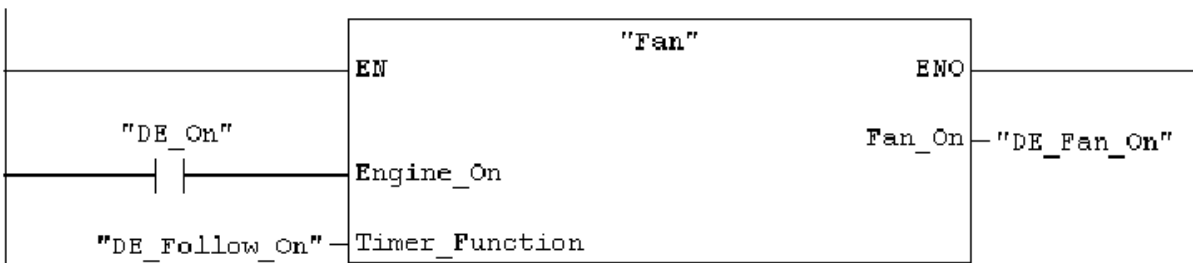 "Fan"
EN ENO
"DE_On"
Fan_On "DE_Fan_On"
Engine_On
"DE_Follow_On" Timer_Function